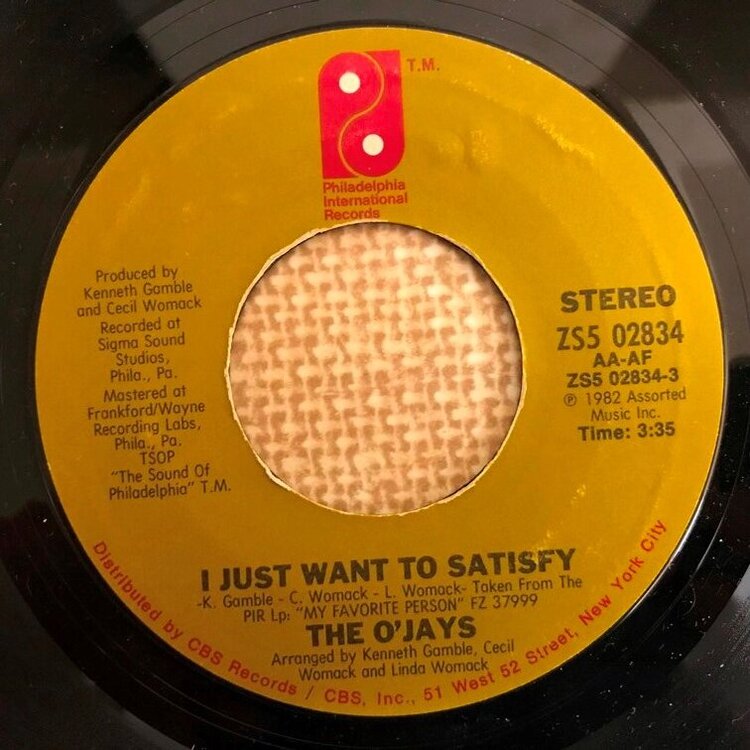 T.M.
Philadelphia
International
Records
Produced by
Kenneth Gamble
and Cecil Womack
Recorded at
Sigma Sound
Studios,
Phila., Pa.
Mastered at
Frankford/Wayne
Recording Labs,
Phila., Pa.
TSOP
"The Sound Of
Philadelphia" T.M.
STEREO
ZS5 02834
AA-AF
ZS5 02834-3
℗ 1982 Assorted
Music Inc.
Time: 3:35
I JUST WANT TO SATISFY
-K. Gamble - C. Womack - L. Womack- Taken From The
PIR Lp: "MY FAVORITE PERSON" FZ 37999
THE O'JAYS
Arranged by Kenneth Gamble, Cecil
Womack and Linda Womack
Distributed by CBS Records / CBS, Inc., 51 West 52 Street, New York City